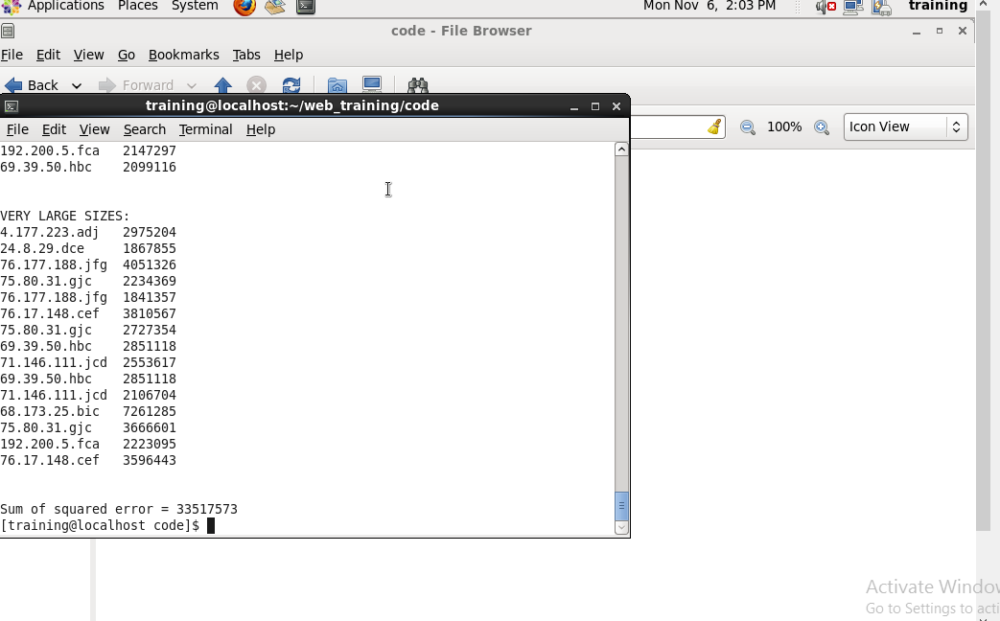 Applications Places System Mon Nov 6, 2:03 PM training
code - File Browser
File Edit View Go Bookmarks Tabs Help
Back Forward
training@localhost:~/web_training/code
File Edit View Search Terminal Help
100% Icon View
192.200.5.fca 2147297
69.39.50.hbc 2099116
VERY LARGE SIZES:
4.177.223.adj 2975204
24.8.29.dce 1867855
76.177.188.jfg 4051326
75.80.31.gjc 2234369
76.177.188.jfg 1841357
76.17.148.cef 3810567
75.80.31.gjc 2727354
69.39.50.hbc 2851118
71.146.111.jcd 2553617
69.39.50.hbc 2851118
71.146.111.jcd 2106704
68.173.25.bic 7261285
75.80.31.gjc 3666601
192.200.5.fca 2223095
76.17.148.cef 3596443
Sum of squared error = 33517573
[training@localhost code]$
Activate Windo
Go to Settings to acti